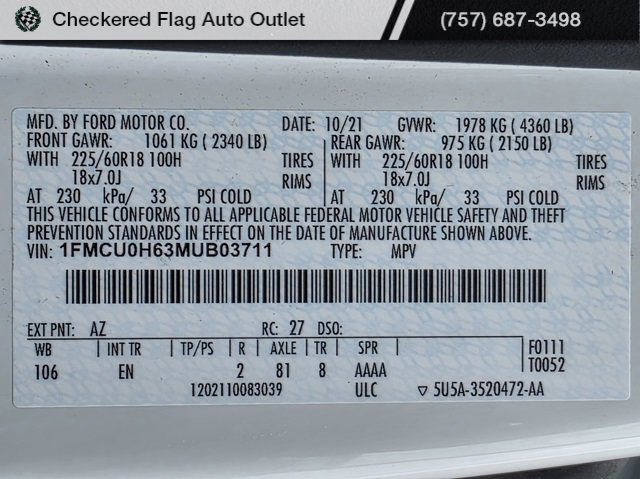 Checkered Flag Auto Outlet (757) 687-3498
MFD. BY FORD MOTOR CO. DATE: 10/21 GVWR: 1978 KG ( 4360 LB)
FRONT GAWR: 1061 KG ( 2340 LB) REAR GAWR: 975 KG ( 2150 LB)
WITH 225/60R18 100H TIRES WITH 225/60R18 100H TIRES
18x7.0J RIMS 18x7.0J RIMS
AT 230 kPa/ 33 PSI COLD AT 230 kPa/ 33 PSI COLD
THIS VEHICLE CONFORMS TO ALL APPLICABLE FEDERAL MOTOR VEHICLE SAFETY AND THEFT
PREVENTION STANDARDS IN EFFECT ON THE DATE OF MANUFACTURE SHOWN ABOVE.
VIN: 1FMCU0H63MUB03711 TYPE: MPV
EXT PNT: AZ RC: 27 DSO:
WB INT TR TP/PS R AXLE TR SPR F0111
T0052
106 EN 2 81 8 AAAA
1202110083039 ULC ▽ 5U5A-3520472-AA